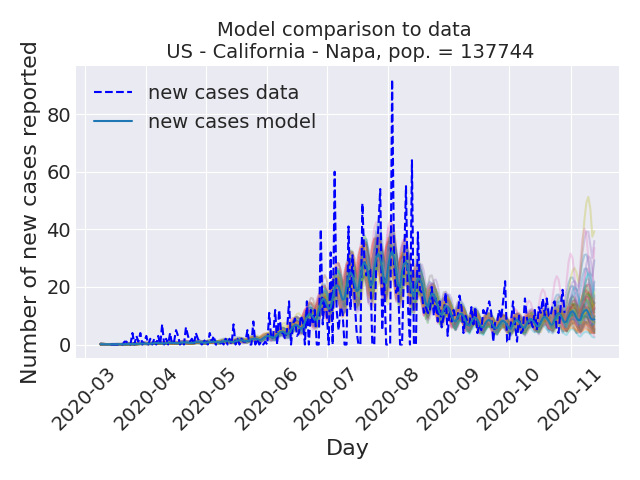 Model comparison to data
US - California - Napa, pop. = 137744
Number of new cases reported
new cases data
new cases model
80
60
40
20
0
2020-03
2020-04
2020-05
2020-06
2020-07
2020-08
2020-09
2020-10
2020-11
Day